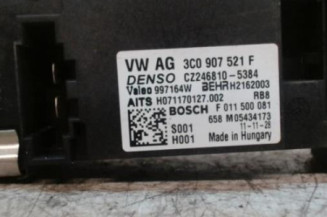 VW AG 3C0 907 521 F
DENSO CZ246810-5384
Valeo 997164W BEHR H2162003
AITS H071170127.002 RB8
BOSCH F 011 500 081
658 M05434173
S001 11-11-28
H001 Made in Hungary